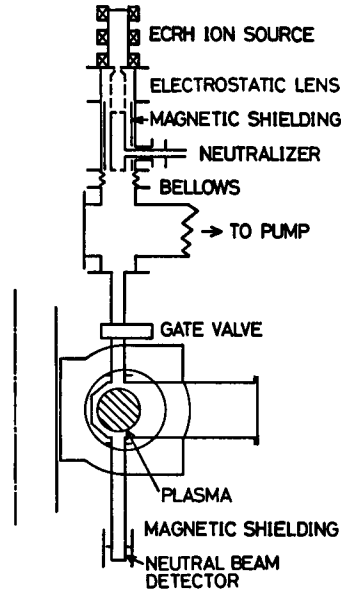 ECRH ION SOURCE
ELECTROSTATIC LENS
MAGNETIC SHIELDING
NEUTRALIZER
BELLOWS
TO PUMP
GATE VALVE
PLASMA
MAGNETIC SHIELDING
NEUTRAL BEAM
DETECTOR